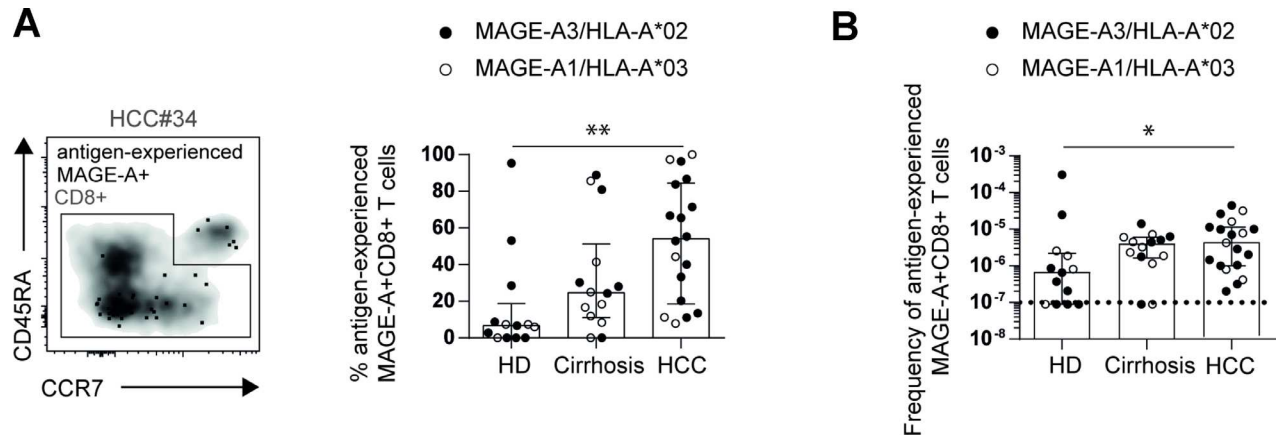 A
HCC#34
antigen-experienced
MAGE-A+
CD8+
CD45RA
CCR7
MAGE-A3/HLA-A*02
MAGE-A1/HLA-A*03
% antigen-experienced
MAGE-A+CD8+ T cells
**
100
80
60
40
20
0
HD Cirrhosis HCC
B
MAGE-A3/HLA-A*02
MAGE-A1/HLA-A*03
Frequency of antigen-experienced
MAGE-A+CD8+ T cells
*
10⁻³
10⁻⁴
10⁻⁵
10⁻⁶
10⁻⁷
10⁻⁸
HD Cirrhosis HCC